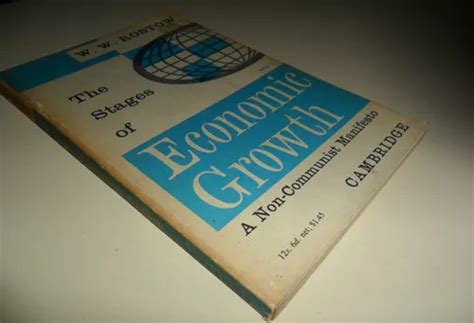 W. W. ROSTOW
The
Stages
of
Economic
Growth
A Non-Communist Manifesto
CAMBRIDGE
12s. 6d. net; $1.45